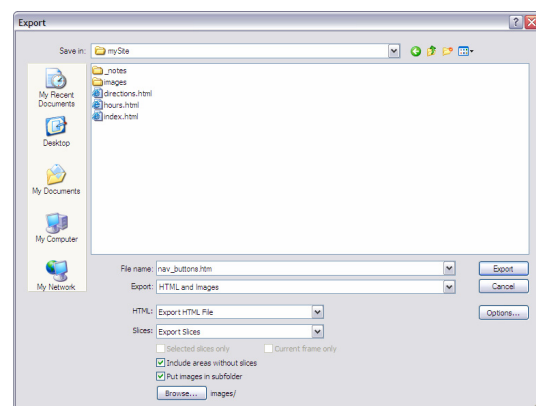 Export
Save in: mySite
_notes
images
directions.html
hours.html
index.html
My Recent
Documents
Desktop
My Documents
My Computer
My Network
File name: nav_buttons.htm
Export
Export: HTML and Images
Cancel
HTML: Export HTML File
Options...
Slices: Export Slices
Selected slices only Current frame only
Include areas without slices
Put images in subfolder
Browse... images/